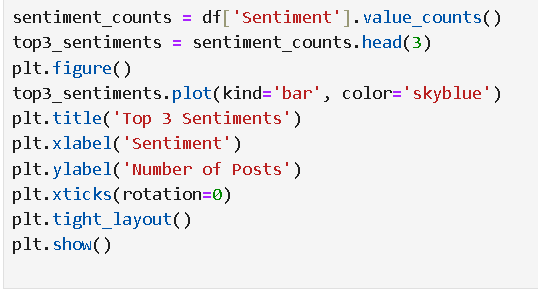 sentiment_counts = df['Sentiment'].value_counts()
top3_sentiments = sentiment_counts.head(3)
plt.figure()
top3_sentiments.plot(kind='bar', color='skyblue')
plt.title('Top 3 Sentiments')
plt.xlabel('Sentiment')
plt.ylabel('Number of Posts')
plt.xticks(rotation=0)
plt.tight_layout()
plt.show()